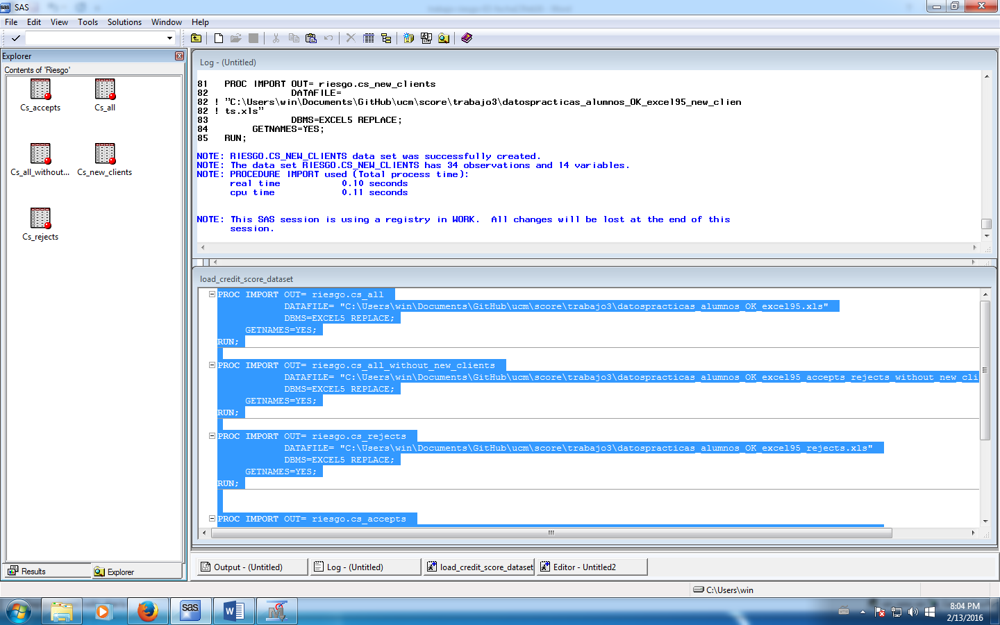 SAS
File Edit View Tools Solutions Window Help
Explorer
Contents of 'Riesgo'
Cs_accepts
Cs_all
Cs_all_without...
Cs_new_clients
Cs_rejects
Results
Explorer
Log - (Untitled)
81 PROC IMPORT OUT= riesgo.cs_new_clients
82 DATAFILE=
82 ! "C:\Users\win\Documents\GitHub\ucm\score\trabajo3\datospracticas_alumnos_OK_excel95_new_clien
82 ! ts.xls"
83 DBMS=EXCEL5 REPLACE;
84 GETNAMES=YES;
85 RUN;
NOTE: RIESGO.CS_NEW_CLIENTS data set was successfully created.
NOTE: The data set RIESGO.CS_NEW_CLIENTS has 34 observations and 14 variables.
NOTE: PROCEDURE IMPORT used (Total process time):
real time 0.10 seconds
cpu time 0.11 seconds
NOTE: This SAS session is using a registry in WORK. All changes will be lost at the end of this
session.
load_credit_score_dataset
PROC IMPORT OUT= riesgo.cs_all
DATAFILE= "C:\Users\win\Documents\GitHub\ucm\score\trabajo3\datospracticas_alumnos_OK_excel95.xls"
DBMS=EXCEL5 REPLACE;
GETNAMES=YES;
RUN;
PROC IMPORT OUT= riesgo.cs_all_without_new_clients
DATAFILE= "C:\Users\win\Documents\GitHub\ucm\score\trabajo3\datospracticas_alumnos_OK_excel95_accepts_rejects_without_new_cli
DBMS=EXCEL5 REPLACE;
GETNAMES=YES;
RUN;
PROC IMPORT OUT= riesgo.cs_rejects
DATAFILE= "C:\Users\win\Documents\GitHub\ucm\score\trabajo3\datospracticas_alumnos_OK_excel95_rejects.xls"
DBMS=EXCEL5 REPLACE;
GETNAMES=YES;
RUN;
PROC IMPORT OUT= riesgo.cs_accepts
Output - (Untitled)
Log - (Untitled)
load_credit_score_dataset
Editor - Untitled2
C:\Users\win
sas
8:04 PM
2/13/2016